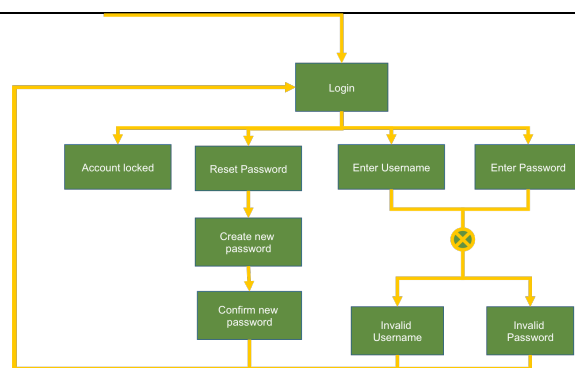 Login
Account locked
Reset Password
Enter Username
Enter Password
Create new
password
Confirm new
password
Invalid
Username
Invalid
Password